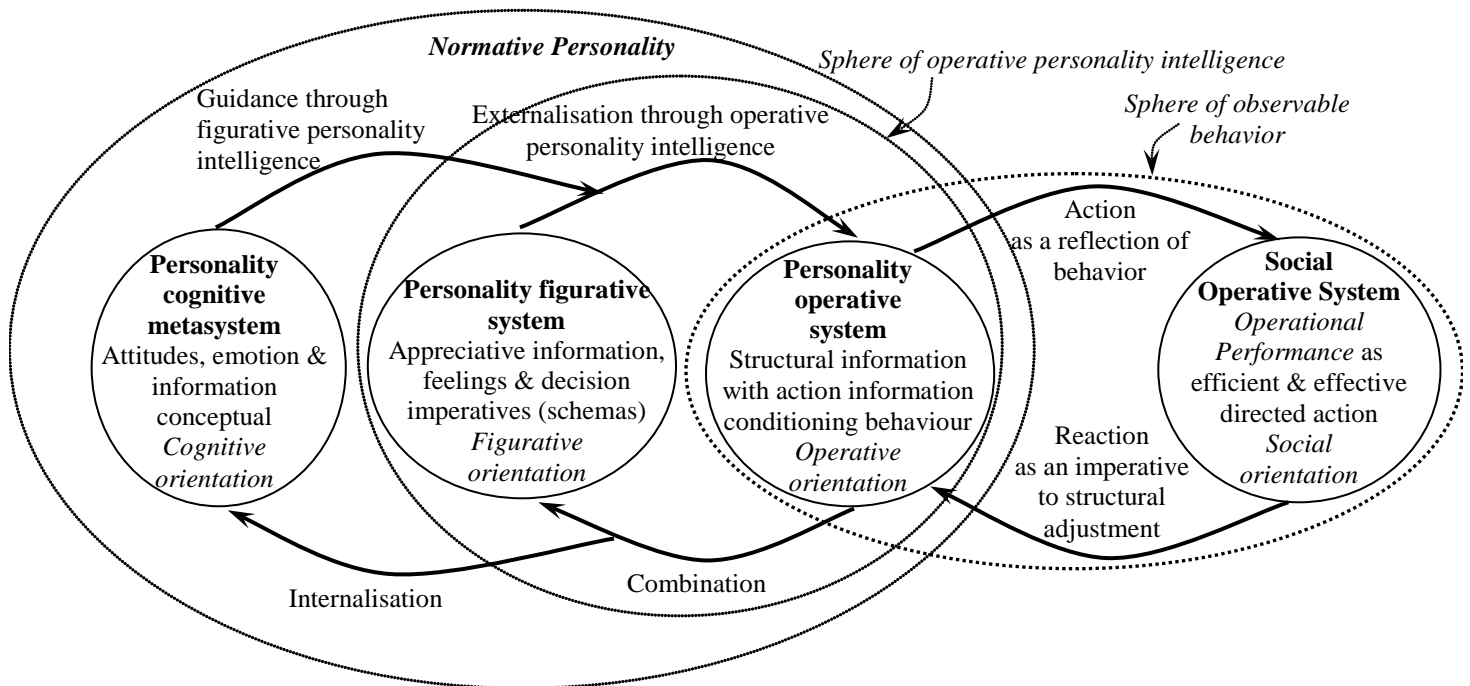 Normative Personality
Sphere of operative personality intelligence
Sphere of observable
behavior
Guidance through
figurative personality
intelligence
Externalisation through operative
personality intelligence
Action
as a reflection of
behavior
Personality
cognitive
metasystem
Attitudes, emotion &
information
conceptual
Cognitive
orientation
Personality figurative
system
Appreciative information,
feelings & decision
imperatives (schemas)
Figurative
orientation
Personality
operative
system
Structural information
with action information
conditioning behaviour
Operative
orientation
Social
Operative System
Operational
Performance as
efficient & effective
directed action
Social
orientation
Reaction
as an imperative
to structural
adjustment
Internalisation
Combination